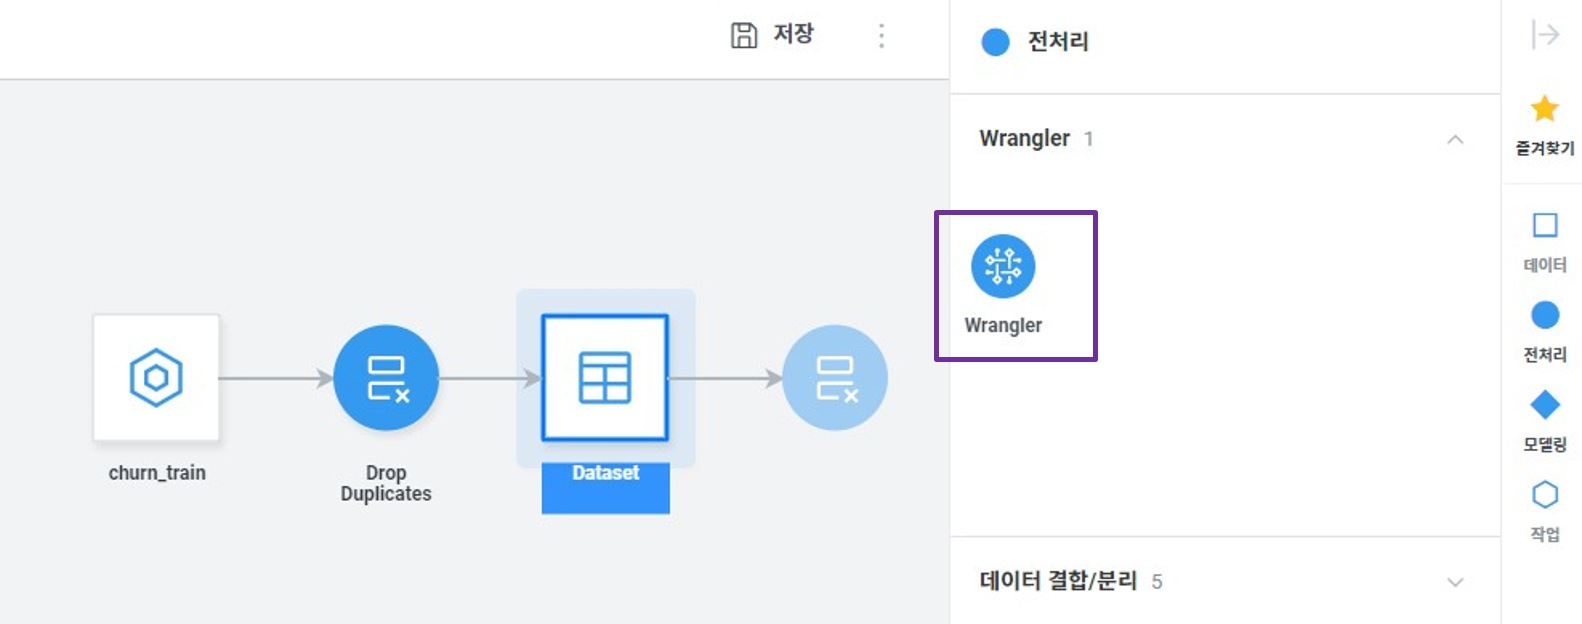 저장
전처리
Wrangler 1
Wrangler
데이터 결합/분리 5
churn_train
Drop
Duplicates
Dataset
즐겨찾기
데이터
전처리
모델링
작업